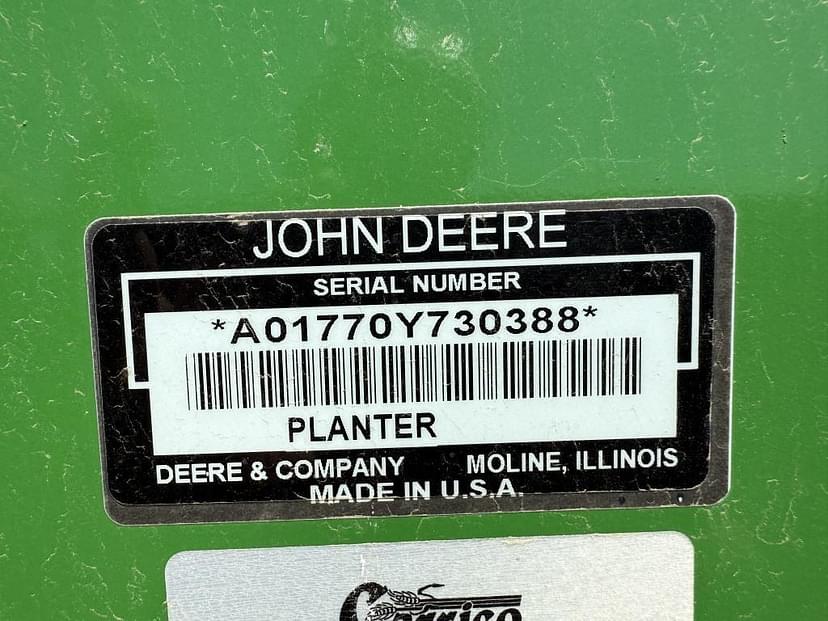 JOHN DEERE
SERIAL NUMBER
*A01770Y730388*
PLANTER
DEERE & COMPANY MOLINE, ILLINOIS
MADE IN U.S.A.